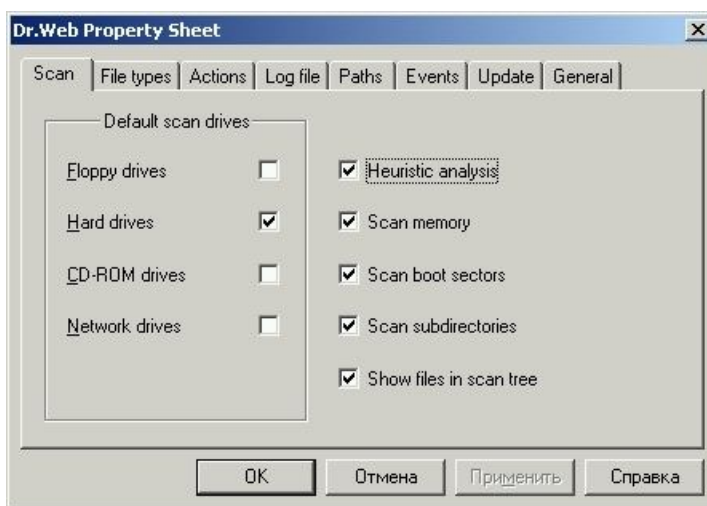 Dr.Web Property Sheet
Scan File types Actions Log file Paths Events Update General
Default scan drives
Floppy drives
Hard drives
CD-ROM drives
Network drives
Heuristic analysis
Scan memory
Scan boot sectors
Scan subdirectories
Show files in scan tree
OK Отмена Применить Справка